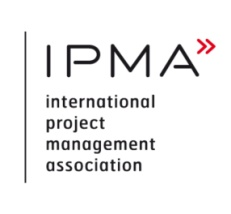 IPMA
international
project
management
association